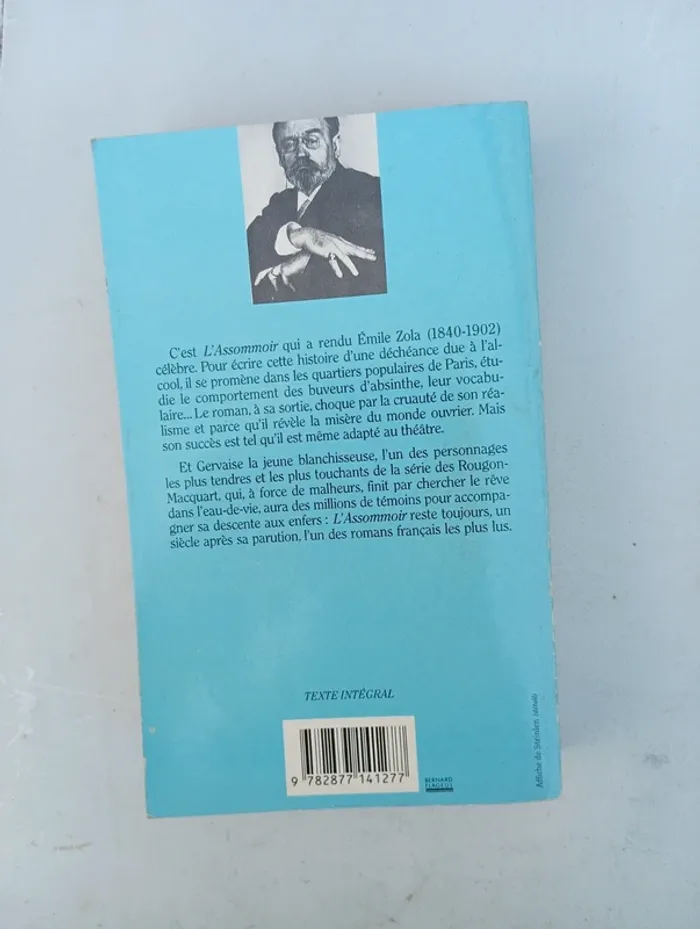 C'est L'Assommoir qui a rendu Émile Zola (1840-1902)
célèbre. Pour écrire cette histoire d'une déchéance due à l'al-
cool, il se promène dans les quartiers populaires de Paris, étu-
die le comportement des buveurs d'absinthe, leur vocabu-
laire... Le roman, à sa sortie, choque par la cruauté de son réa-
lisme et parce qu'il révèle la misère du monde ouvrier. Mais
son succès est tel qu'il est même adapté au théâtre.
Et Gervaise la jeune blanchisseuse, l'un des personnages
les plus tendres et les plus touchants de la série des Rougon-
Macquart, qui, à force de malheurs, finit par chercher le rêve
dans l'eau-de-vie, aura des millions de témoins pour accompa-
gner sa descente aux enfers : L'Assommoir reste toujours, un
siècle après sa parution, l'un des romans français les plus lus.
TEXTE INTÉGRAL
9 782877 141277
BERNARD
Affiche de Steinlen